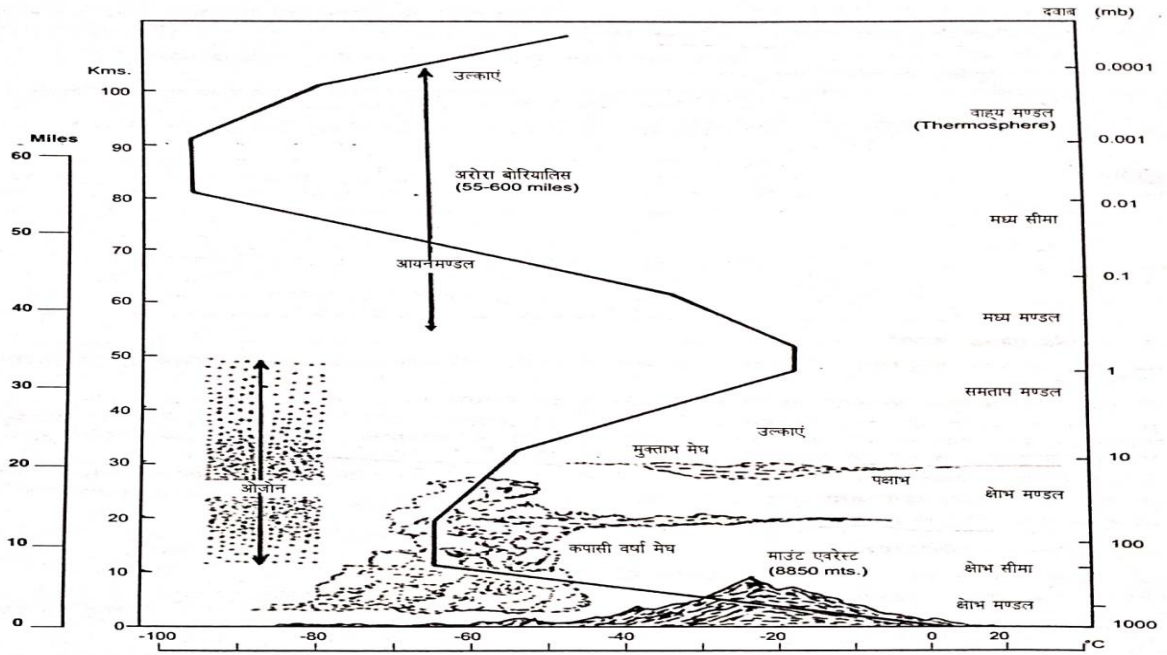 दवाब (mb)
Kms.
उल्काएं
0.0001
100
वाह्य मण्डल
(Thermosphere)
Miles
60
90
0.001
अरोरा बोरियालिस
(55-600 miles)
80
0.01
मध्य सीमा
50
70
आयनमण्डल
0.1
40
60
मध्य मण्डल
50
30
1
समताप मण्डल
40
उल्काएं
मुक्ताभ मेघ
20
30
10
पक्षाभ
ओजोन
क्षेाभ मण्डल
20
10
कपासी वर्षा मेघ
माउंट एवरेस्ट
(8850 mts.)
100
10
क्षेाभ सीमा
क्षेाभ मण्डल
0
0
1000
-100
-80
-60
-40
-20
0
20
°C